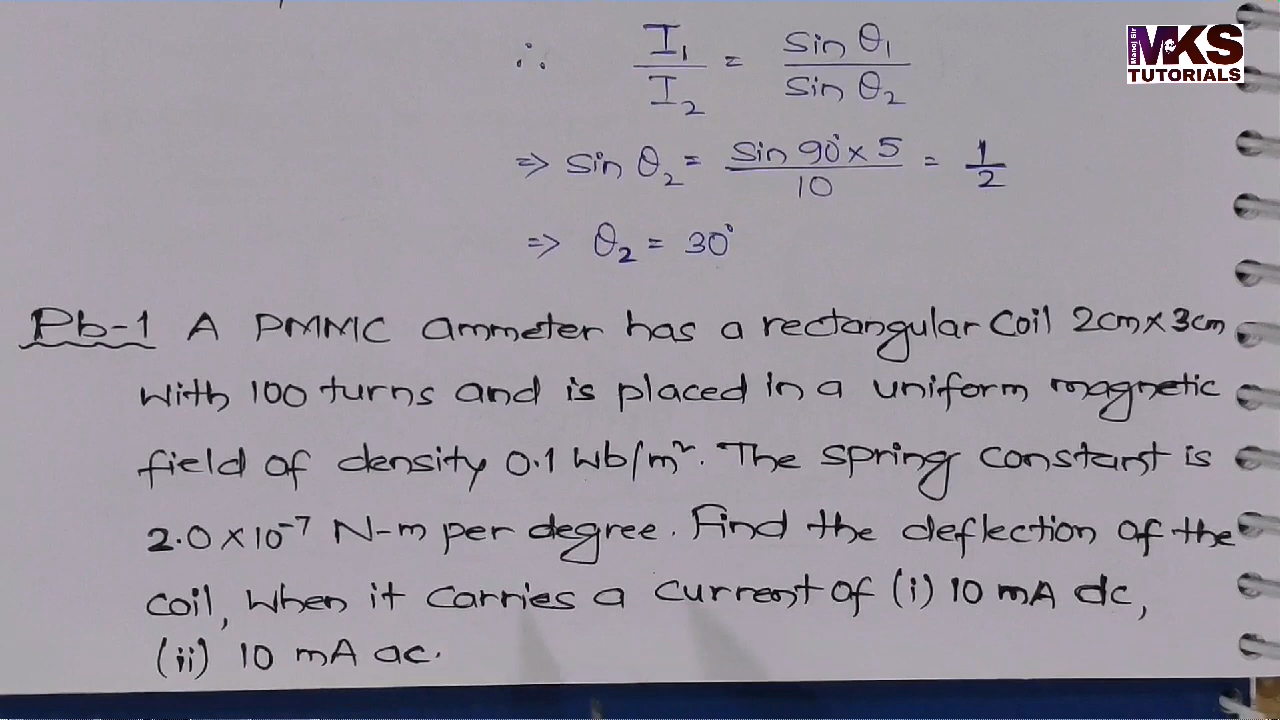 Manoj Sir
MKS
TUTORIALS
∴ I₁/I₂ = Sin θ₁/Sin θ₂
⇒ Sin θ₂ = Sin 90° × 5/10 = 1/2
⇒ θ₂ = 30°
Pb-1 A PMMC ammeter has a rectangular coil 2cm × 3cm
with 100 turns and is placed in a uniform magnetic
field of density 0.1 Wb/m². The spring constant is
2.0 × 10⁻⁷ N-m per degree. Find the deflection of the
coil, when it carries a current of (i) 10 mA dc,
(ii) 10 mA ac.